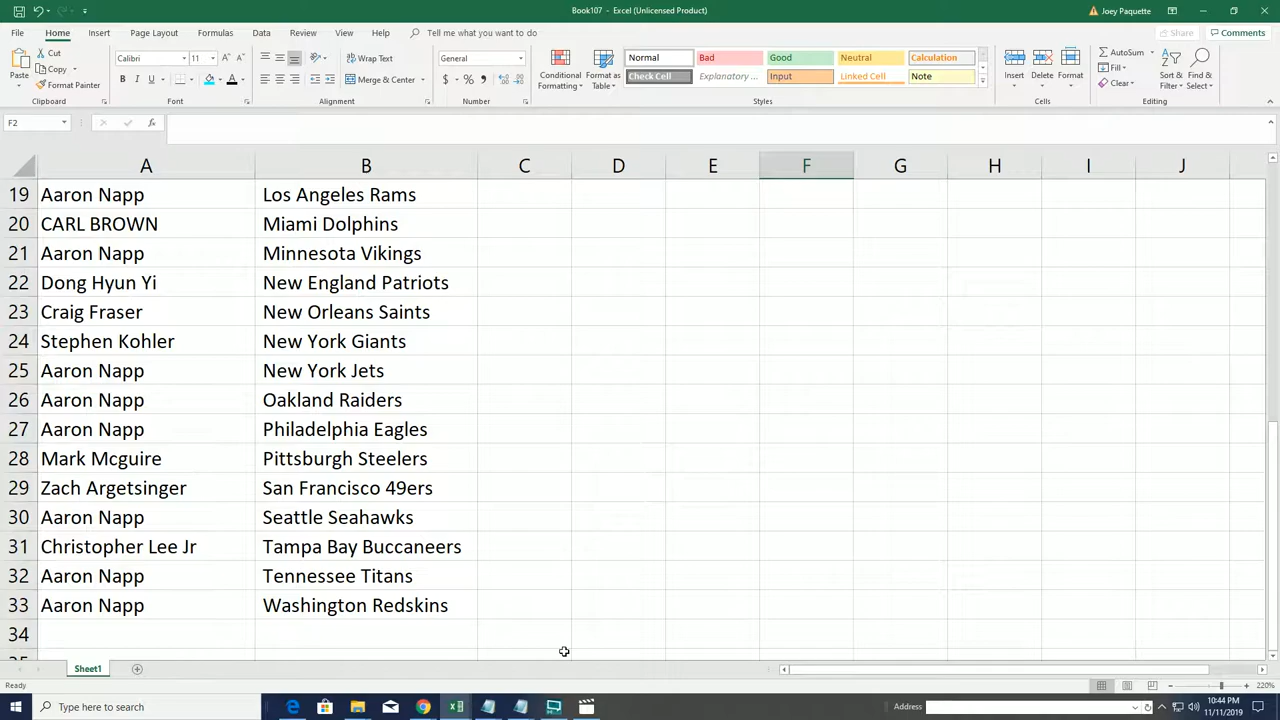 Book107 - Excel (Unlicensed Product)
Joey Paquette
File Home Insert Page Layout Formulas Data Review View Help Tell me what you want to do
Share Comments
Paste Cut Copy Format Painter
Clipboard
Calibri 11
B I U A
Font
Wrap Text
Merge & Center
Alignment
General
$ % ,
Number
Conditional Formatting
Format as Table
Normal Bad Good Neutral Calculation
Check Cell Explanatory ... Input Linked Cell Note
Styles
Insert Delete Format
Cells
AutoSum
Fill
Clear
Sort & Filter
Find & Select
Editing
F2
A B C D E F G H I J
19 Aaron Napp Los Angeles Rams
20 CARL BROWN Miami Dolphins
21 Aaron Napp Minnesota Vikings
22 Dong Hyun Yi New England Patriots
23 Craig Fraser New Orleans Saints
24 Stephen Kohler New York Giants
25 Aaron Napp New York Jets
26 Aaron Napp Oakland Raiders
27 Aaron Napp Philadelphia Eagles
28 Mark Mcguire Pittsburgh Steelers
29 Zach Argetsinger San Francisco 49ers
30 Aaron Napp Seattle Seahawks
31 Christopher Lee Jr Tampa Bay Buccaneers
32 Aaron Napp Tennessee Titans
33 Aaron Napp Washington Redskins
34
Sheet1
Ready
220%
Type here to search
Address
10:44 PM
11/11/2019